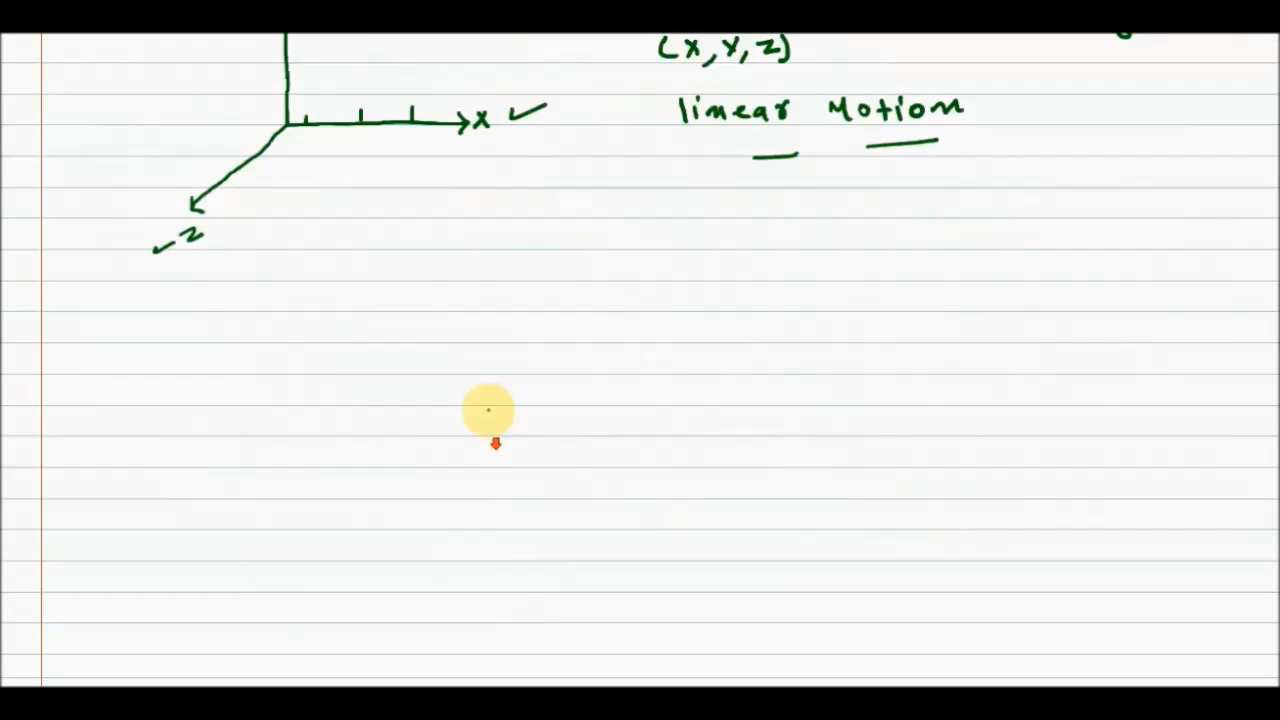 (x, y, z)
x
linear Motion
z